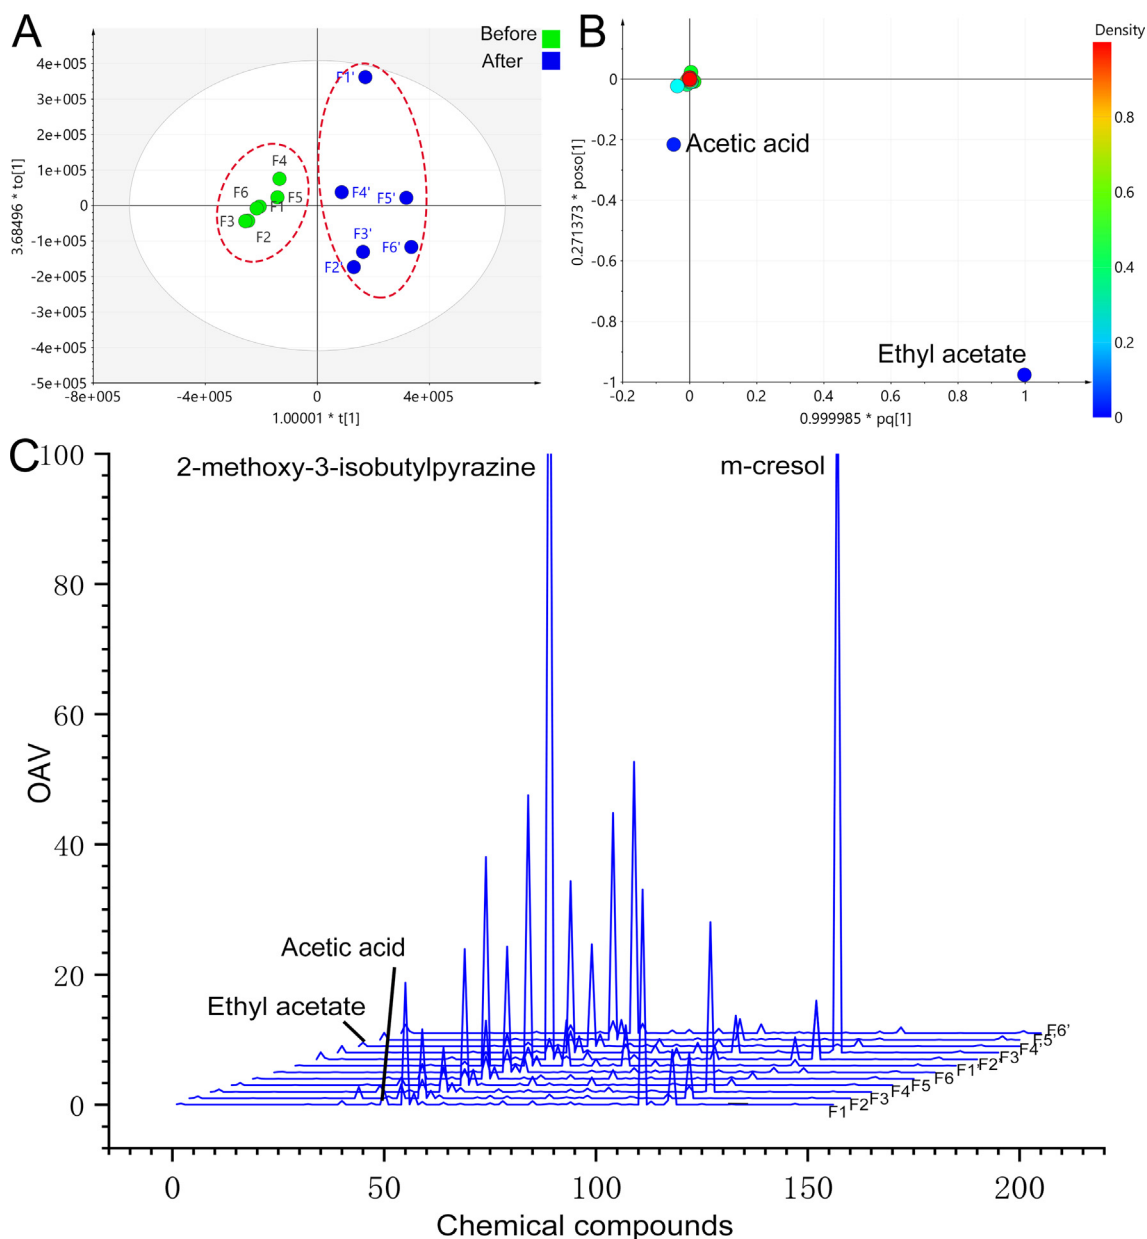 A
Before
After
4e+005
3e+005
2e+005
1e+005
0
-1e+005
-2e+005
-3e+005
-4e+005
-5e+005
-8e+005
-4e+005
0
4e+005
3.68496 * to[1]
1.00001 * t[1]
F4
F6
F5
F1
F3
F2
F1'
F4'
F5'
F3'
F6'
F2'
B
Density
0
-0.2
-0.4
-0.6
-0.8
-1
-0.2
0
0.2
0.4
0.6
0.8
1
0.271373 * poso[1]
0.999985 * pq[1]
Acetic acid
Ethyl acetate
0.8
0.6
0.4
0.2
0
C
100
80
60
40
20
0
OAV
2-methoxy-3-isobutylpyrazine
m-cresol
Acetic acid
Ethyl acetate
F6'
F5'
F4'
F3'
F2'
F1'
F6
F5
F4
F3
F2
F1
0
50
100
150
200
Chemical compounds